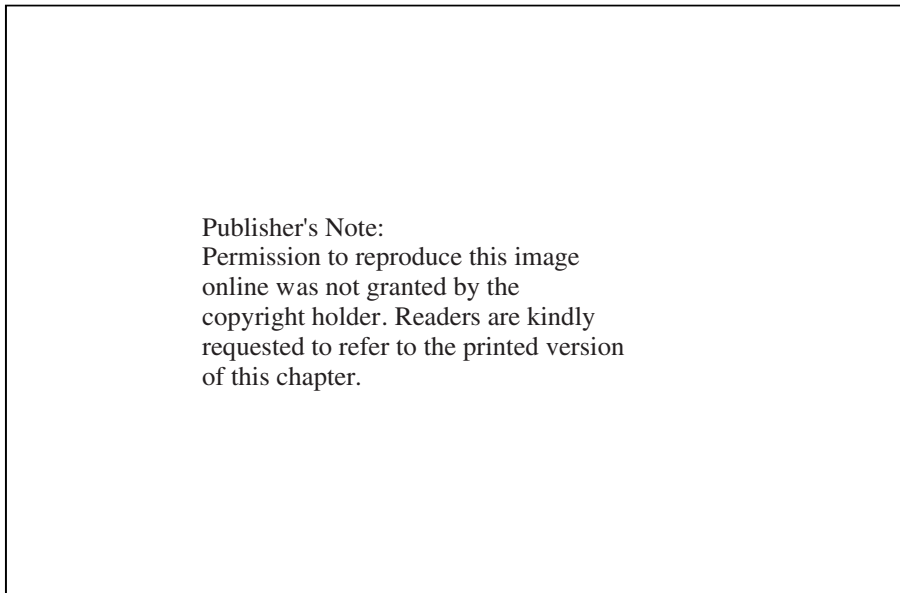 Publisher's Note:
Permission to reproduce this image
online was not granted by the
copyright holder. Readers are kindly
requested to refer to the printed version
of this chapter.